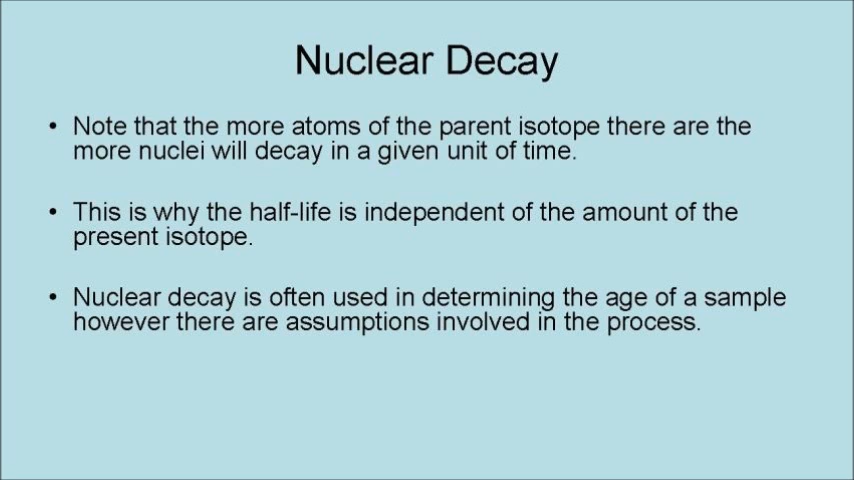 Nuclear Decay
• Note that the more atoms of the parent isotope there are the
more nuclei will decay in a given unit of time.
• This is why the half-life is independent of the amount of the
present isotope.
• Nuclear decay is often used in determining the age of a sample
however there are assumptions involved in the process.